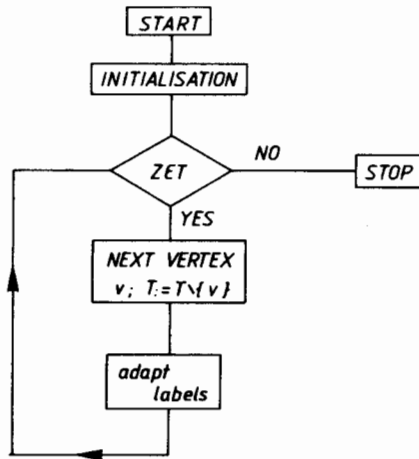 START
INITIALISATION
ZET
NO
STOP
YES
NEXT VERTEX
v; T:=T\{v}
adapt
labels